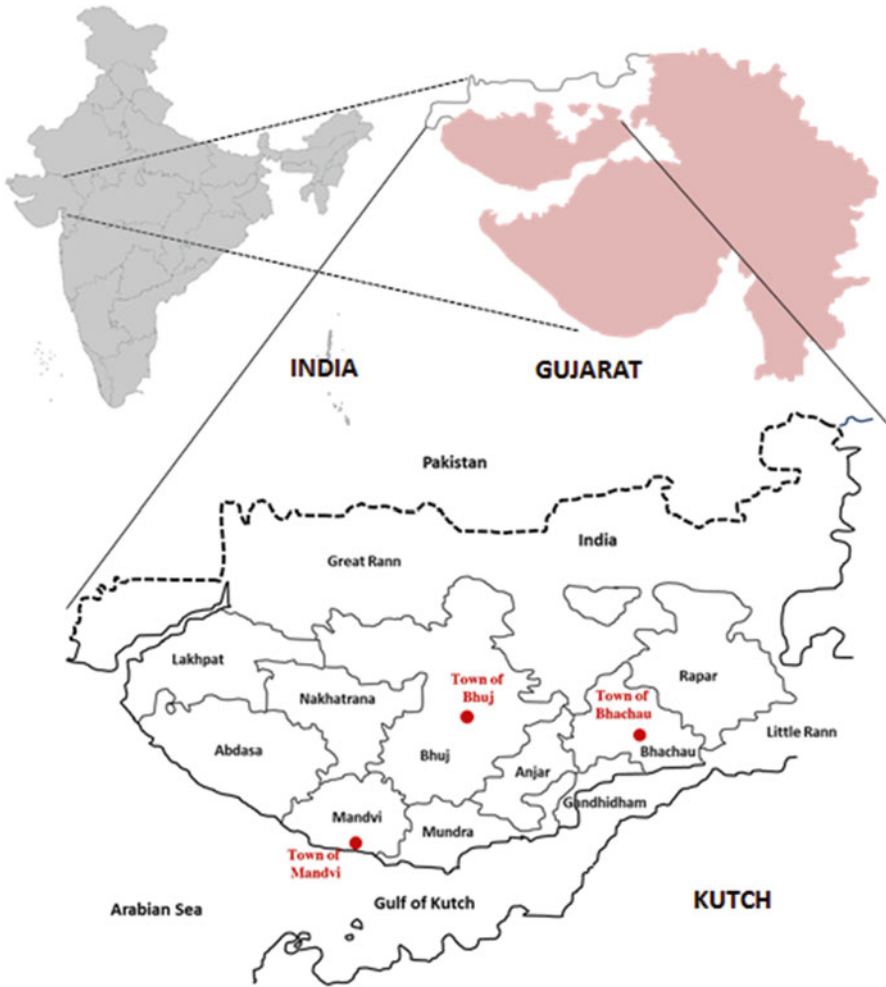 INDIA
GUJARAT
Pakistan
India
Great Rann
Lakhpat
Nakhatrana
Town of
Bhuj
Town of
Bhachau
Rapar
Abdasa
Bhuj
Anjar
Bhachau
Little Rann
Mandvi
Mundra
Gandhidham
Town of
Mandvi
Arabian Sea
Gulf of Kutch
KUTCH